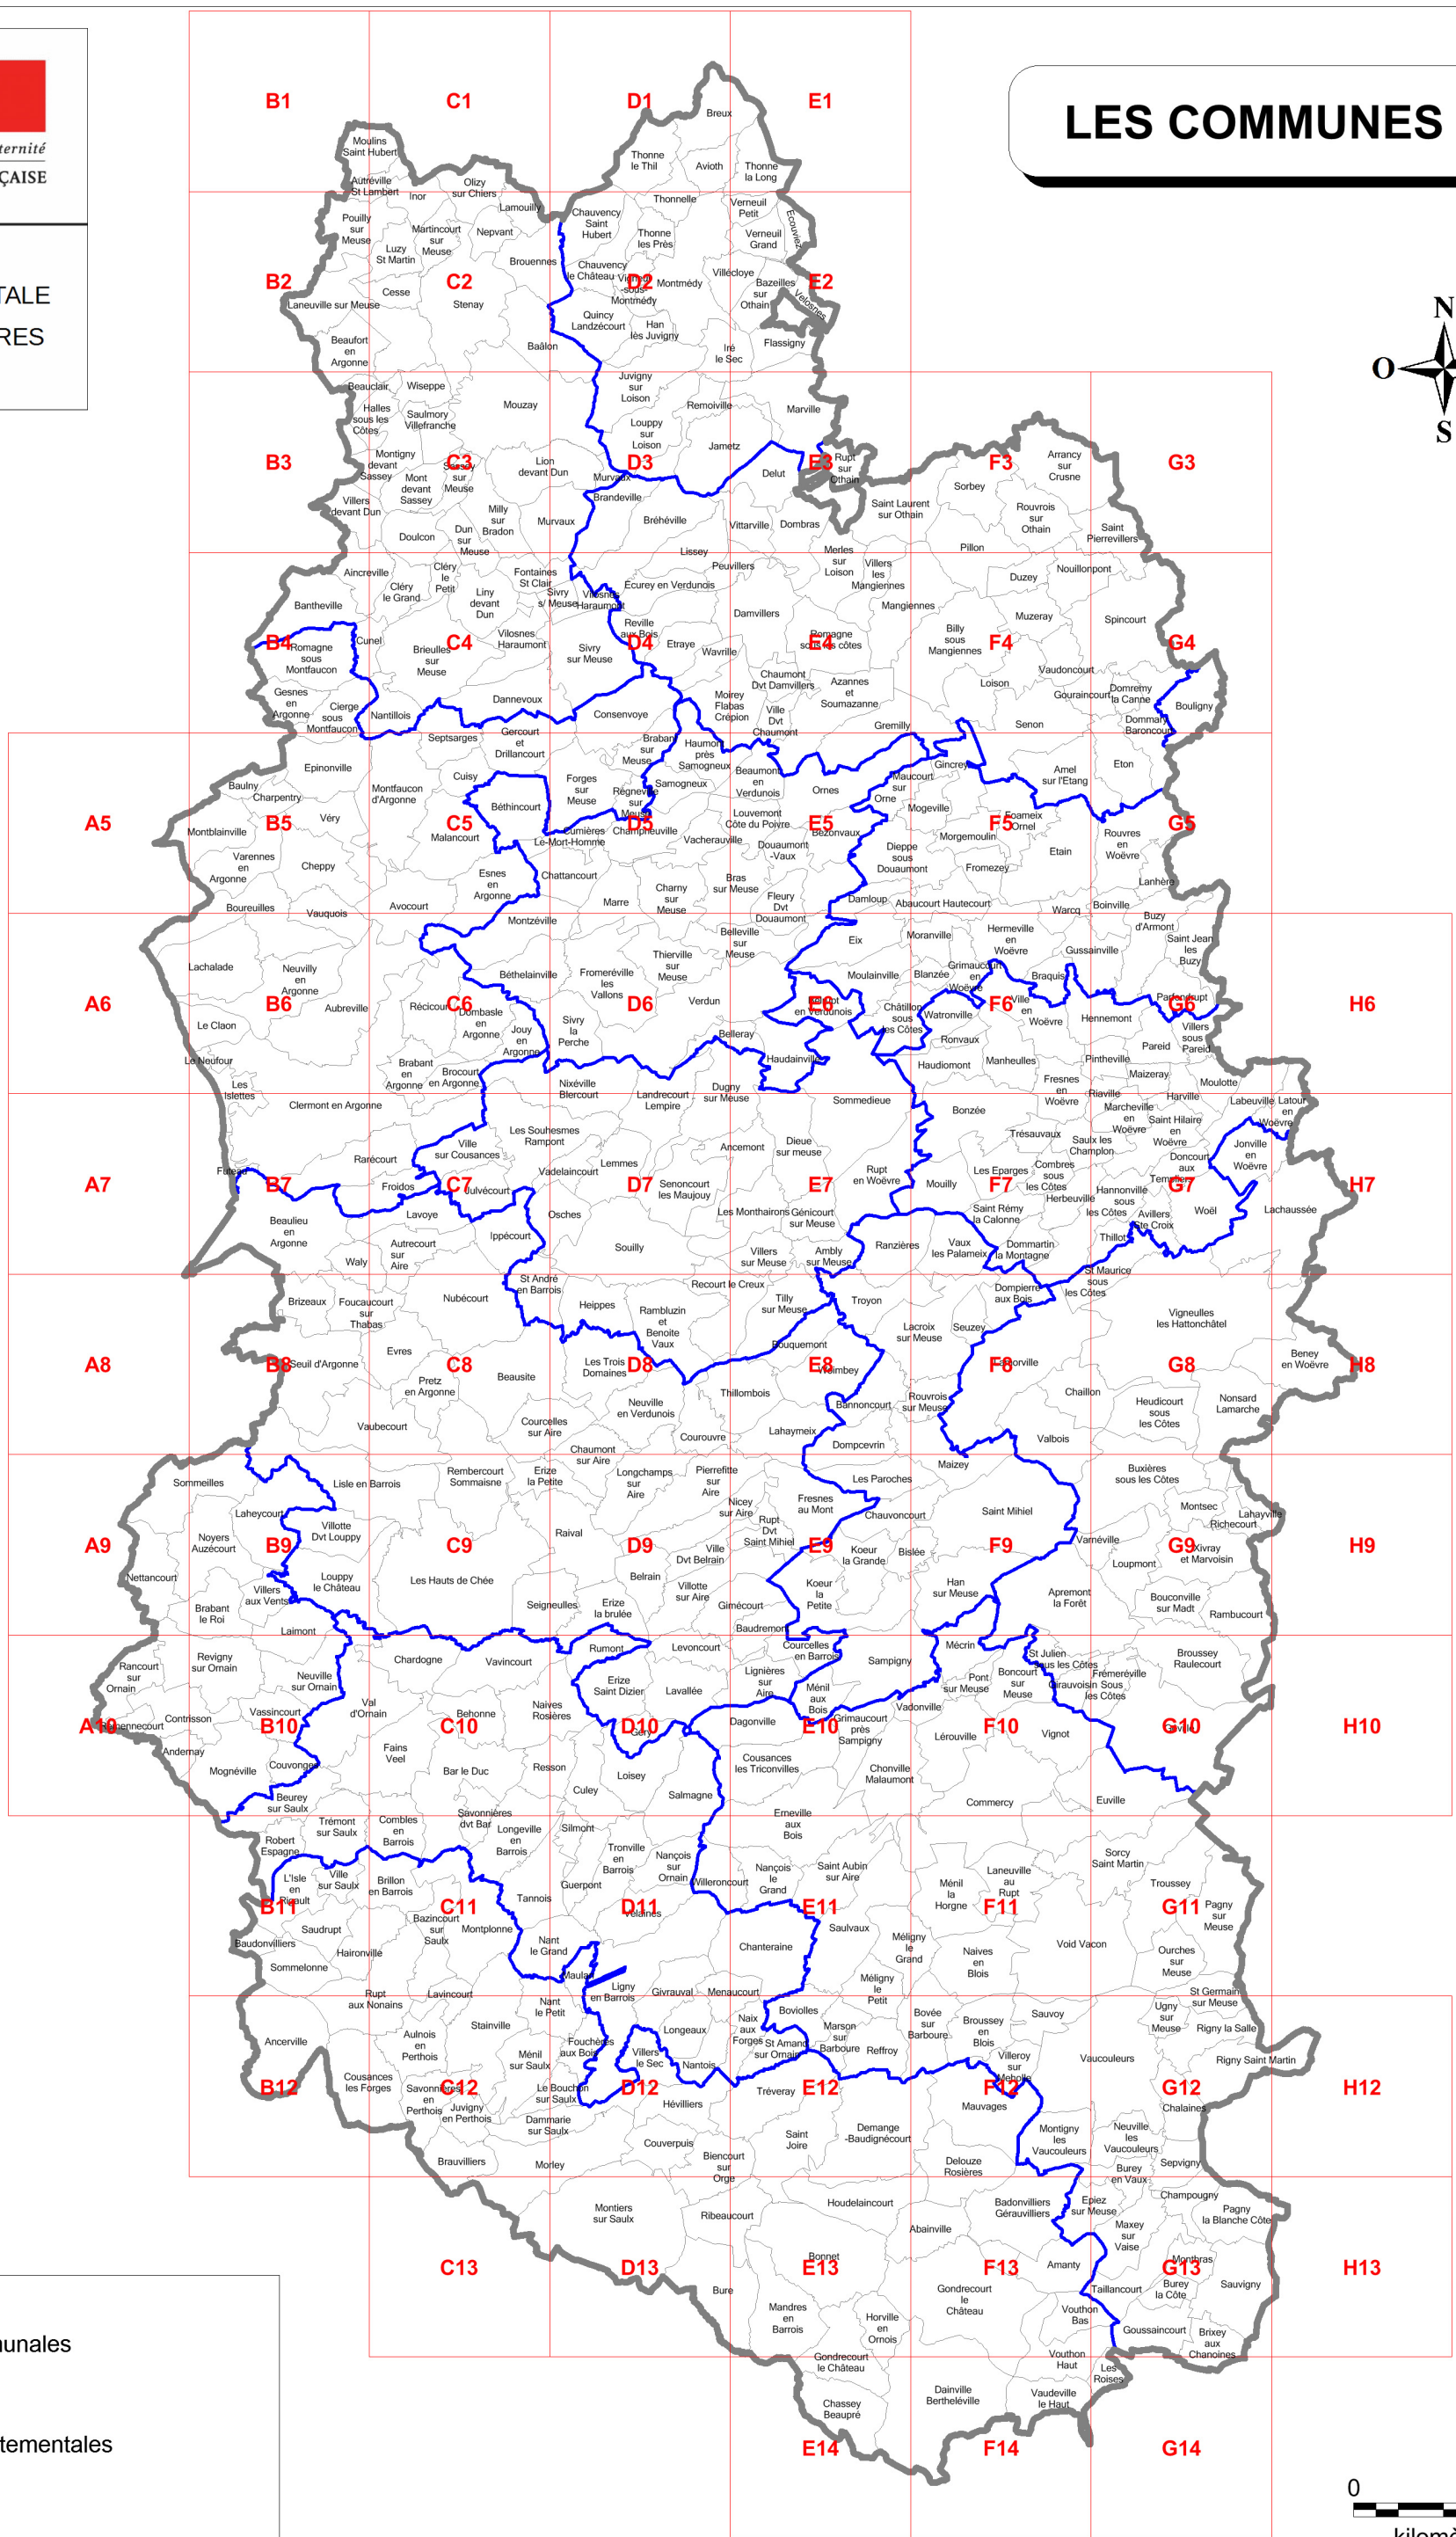 LES COMMUNES
ternité
ÇAISE
TALE
RES
N
O
S
B1
C1
D1
E1
Breux
Moulins
Saint Hubert
Thonne
le Thil
Avioth
Thonne
la Long
Autréville
St Lambert
Inor
Olizy
sur Chiers
Lamouilly
Thonnelle
Verneuil
Petit
Ecouviez
Pouilly
sur
Meuse
Martincourt
sur
Meuse
Nepvant
Chauvency
Saint
Hubert
Thonne
les Près
Verneuil
Grand
Luzy
St Martin
Brouennes
Chauvency
le Château
Montmédy
Villécloye
Bazeilles
sur
Othain
Velosnes
B2
C2
D2
E2
Laneuville sur Meuse
Cesse
Stenay
Quincy
Landzécourt
Han
lès Juvigny
Beaufort
en
Argonne
Baâlon
Iré
le Sec
Flassigny
Beauclair
Wiseppe
Mouzay
Juvigny
sur
Loison
Remoiville
Marville
Halles
sous les
Côtes
Saulmory
Villefranche
Louppy
sur
Loison
Jametz
Montigny
devant
Sassey
Mont
devant
Sassey
Sassey
sur
Meuse
Lion
devant Dun
Murvaux
Delut
Rupt
sur
Othain
B3
C3
D3
E3
F3
G3
Arrancy
sur
Crusne
Sorbey
Villers
devant Dun
Milly
sur
Bradon
Murvaux
Brandeville
Bréhéville
Vittarville
Dombras
Saint Laurent
sur Othain
Rouvrois
sur
Othain
Saint
Pierrevillers
Doulcon
Dun
sur
Meuse
Lissey
Pillon
Aincreville
Cléry
le Grand
Cléry
le
Petit
Fontaines
St Clair
Peuvillers
Merles
sur
Loison
Villers
les
Mangiennes
Nouillonpont
Duzey
Bantheville
Liny
devant
Dun
Sivry
s/ Meuse
Vilosnes
Haraumont
Écurey en Verdunois
Damvillers
Mangiennes
Muzeray
Spincourt
B4
C4
D4
E4
F4
G4
Romagne
sous
Montfaucon
Cunel
Brieulles
sur
Meuse
Vilosnes
Haraumont
Sivry
sur Meuse
Reville
aux Bois
Etraye
Wavrille
Romagne
sous les côtes
Billy
sous
Mangiennes
Vaudoncourt
Gesnes
en
Argonne
Cierge
sous
Montfaucon
Nantillois
Dannevoux
Consenvoye
Moirey
Flabas
Crépion
Chaumont
Dvt Damvillers
Ville
Dvt
Chaumont
Azannes
et
Soumazanne
Gremilly
Loison
Gouraincourt
Domremy
la Canne
Bouligny
Senon
Dommary
Baroncourt
Septsarges
Gercourt
et
Drillancourt
Brabant
sur
Meuse
Haumont
près
Samogneux
Epinonville
Cuisy
Forges
sur
Meuse
Régneville
sur
Meuse
Samogneux
Beaumont
en
Verdunois
Ornes
Maucourt
sur
Orne
Gincrey
Amel
sur l'Etang
Eton
Baulny
Charpentry
Montfaucon
d'Argonne
Béthincourt
Mogeville
A5
B5
C5
D5
E5
F5
G5
Montblainville
Véry
Malancourt
Cumières
Le-Mort-Homme
Champneuville
Vacherauville
Louvemont
Côte du Poivre
Bezonvaux
Foameix
Ornel
Morgemoulin
Rouvres
en
Woëvre
Varennes
en
Argonne
Cheppy
Esnes
en
Argonne
Chattancourt
Douaumont
-Vaux
Dieppe
sous
Douaumont
Etain
Fromezey
Bras
sur Meuse
Charny
sur
Meuse
Marre
Fleury
Dvt
Douaumont
Damloup
Abaucourt Hautecourt
Warcq
Boinville
Lanhère
Boureuilles
Vauquois
Avocourt
Montzéville
Buzy
d'Armont
Lachalade
Neuvilly
en
Argonne
Béthelainville
Fromeréville
les
Vallons
Thierville
sur
Meuse
Belleville
sur
Meuse
Eix
Moranville
Hermeville
en
Woëvre
Gussainville
Saint Jean
les
Buzy
Moulainville
Blanzée
Grimaucourt
en
Woëvre
Braquis
A6
B6
C6
D6
E6
F6
G6
H6
Le Claon
Aubreville
Récicourt
Dombasle
en
Argonne
Jouy
en
Argonne
Sivry
la
Perche
Verdun
Belrupt
en Verdunois
Châtillon
sous
les Côtes
Watronville
Ville
en
Woëvre
Hennemont
Parfondrupt
Villers
sous
Pareid
Belleray
Ronvaux
Pareid
Le Neufour
Brabant
en
Argonne
Brocourt
en Argonne
Haudainville
Haudiomont
Manheulles
Pintheville
Maizeray
Moulotte
Les
Islettes
Nixéville
Blercourt
Landrecourt
Lempire
Dugny
sur Meuse
Sommedieue
Fresnes
en
Woëvre
Riaville
Harville
Labeuville
Latour
en
Woëvre
Clermont en Argonne
Bonzée
Marcheville
en
Woëvre
Saint Hilaire
en
Woëvre
Ville
sur Cousances
Les Souhesmes
Rampont
Ancemont
Dieue
sur meuse
Trésauvaux
Saulx les
Champlon
Jonville
en
Woëvre
Rarécourt
Lemmes
Vadelaincourt
Rupt
en Woëvre
Les Eparges
Combres
sous
les Côtes
Doncourt
aux
Templiers
A7
B7
C7
D7
E7
F7
G7
H7
Futeau
Froidos
Julvécourt
Senoncourt
les Maujouy
Mouilly
Herbeuville
Hannonville
sous
les Côtes
Woël
Lachaussée
Beaulieu
en
Argonne
Lavoye
Ippécourt
Osches
Les Monthairons
Génicourt
sur Meuse
Saint Rémy
la Calonne
Avillers
Ste Croix
Thillot
Waly
Autrecourt
sur
Aire
Souilly
Villers
sur Meuse
Ambly
sur Meuse
Ranzières
Vaux
les Palameix
Dommartin
la Montagne
St Maurice
sous
les Côtes
Brizeaux
Foucaucourt
sur
Thabas
Nubécourt
St André
en Barrois
Heippes
Rambluzin
et
Benoite
Vaux
Recourt le Creux
Tilly
sur Meuse
Troyon
Dompierre
aux Bois
Vigneulles
les Hattonchâtel
Lacroix
sur Meuse
Seuzey
Bouquemont
A8
B8
C8
D8
E8
F8
G8
H8
Seuil d'Argonne
Evres
Pretz
en Argonne
Beausite
Les Trois
Domaines
Woimbey
Lamorville
Beney
en Woëvre
Thillombois
Bannoncourt
Rouvrois
sur Meuse
Chaillon
Heudicourt
sous
les Côtes
Nonsard
Lamarche
Vaubecourt
Courcelles
sur Aire
Neuville
en Verdunois
Courouvre
Lahaymeix
Dompcevrin
Valbois
Sommeilles
Lisle en Barrois
Rembercourt
Sommaisne
Erize
la Petite
Chaumont
sur Aire
Longchamps
sur
Aire
Pierrefitte
sur
Aire
Les Paroches
Maizey
Buxières
sous les Côtes
Laheycourt
Nicey
sur Aire
Fresnes
au Mont
Chauvoncourt
Saint Mihiel
Montsec
Richecourt
Lahayville
Noyers
Auzécourt
Villotte
Dvt Louppy
Raival
Rupt
Dvt
Saint Mihiel
Varnéville
A9
B9
C9
D9
E9
F9
G9
H9
Ville
Dvt Belrain
Koeur
la Grande
Bislée
Loupmont
Xivray
et Marvoisin
Nettancourt
Villers
aux Vents
Louppy
le Château
Les Hauts de Chée
Belrain
Villotte
sur Aire
Koeur
la
Petite
Han
sur Meuse
Apremont
la Forêt
Bouconville
sur Madt
Rambucourt
Brabant
le Roi
Seigneulles
Erize
la brulée
Gimécourt
Baudremont
Laimont
Revigny
sur Ornain
Chardogne
Vavincourt
Rumont
Levoncourt
Courcelles
en Barrois
Sampigny
Mécrin
St Julien
sous les Côtes
Broussey
Raulecourt
Rancourt
sur
Ornain
Neuville
sur Ornain
Erize
Saint Dizier
Lavallée
Lignières
sur
Aire
Ménil
aux
Bois
Pont
sur Meuse
Boncourt
sur
Meuse
Girauvoisin
Frémeréville
Sous
les Côtes
Contrisson
Vassincourt
Val
d'Ornain
Behonne
Naives
Rosières
Géry
Dagonville
Grimaucourt
près
Sampigny
Vadonville
Lérouville
Vignot
A10
B10
C10
D10
E10
F10
G10
H10
Andernay
Mognéville
Couvonges
Fains
Veel
Bar le Duc
Resson
Loisey
Cousances
les Triconvilles
Chonville
Malaumont
Beurey
sur Saulx
Culey
Salmagne
Commercy
Euville
Robert
Espagne
Trémont
sur Saulx
Combles
en
Barrois
Savonnières
dvt Bar
Longeville
en
Barrois
Silmont
Erneville
aux
Bois
L'Isle
en
Rigault
Ville
sur Saulx
Brillon
en Barrois
Tannois
Guerpont
Tronville
en
Barrois
Nançois
sur
Ornain
Willeroncourt
Nançois
le
Grand
Saint Aubin
sur Aire
Ménil
la
Horgne
Laneuville
au
Rupt
Sorcy
Saint Martin
Troussey
B11
C11
D11
E11
F11
G11
Pagny
sur
Meuse
Baudonvilliers
Saudrupt
Haironville
Bazincourt
sur
Saulx
Montplonne
Nant
le Grand
Velaines
Chanteraine
Saulvaux
Méligny
le
Grand
Naives
en
Blois
Void Vacon
Ourches
sur
Meuse
Sommelonne
Rupt
aux Nonains
Lavincourt
Maulan
Ligny
en Barrois
Givrauval
Menaucourt
Méligny
le
Petit
St Germain
sur Meuse
Ancerville
Stainville
Nant
le Petit
Longeaux
Naix
aux
Forges
Boviolles
Marson
sur
Barboure
Bovée
sur
Barboure
Broussey
en
Blois
Sauvoy
Ugny
sur
Meuse
Rigny la Salle
Aulnois
en
Perthois
Ménil
sur Saulx
Fouchères
aux Bois
Villers
le Sec
Nantois
St Amand
sur Ornain
Reffroy
Villeroy
sur
Meholle
Vaucouleurs
Rigny Saint Martin
Cousances
les Forges
B12
C12
D12
E12
F12
G12
H12
Savonnières
en
Perthois
Juvigny
en Perthois
Le Bouchon
sur Saulx
Dammarie
sur Saulx
Hévilliers
Tréveray
Mauvages
Chalaines
Brauvilliers
Morley
Couverpuis
Biencourt
sur
Orge
Saint
Joire
Demange
-Baudignécourt
Delouze
Rosières
Montigny
les
Vaucouleurs
Neuville
les
Vaucouleurs
Burey
en Vaux
Sepvigny
Montiers
sur Saulx
Ribeaucourt
Houdelaincourt
Abainville
Badonvilliers
Gérauvilliers
Epiez
sur Meuse
Champougny
Pagny
la Blanche Côte
Maxey
sur
Vaise
C13
D13
E13
F13
G13
H13
Bonnet
Amanty
Montbras
Bure
Gondrecourt
le
Château
Taillancourt
Burey
la Côte
Sauvigny
Mandres
en
Barrois
Horville
en
Ornois
Vouthon
Bas
Goussaincourt
Brixey
aux
Chanoines
Gondrecourt
le Château
Vouthon
Haut
Les
Roises
Chassey
Beaupré
Dainville
Bertheléville
Vaudeville
le Haut
E14
F14
G14
unales
tementales
0